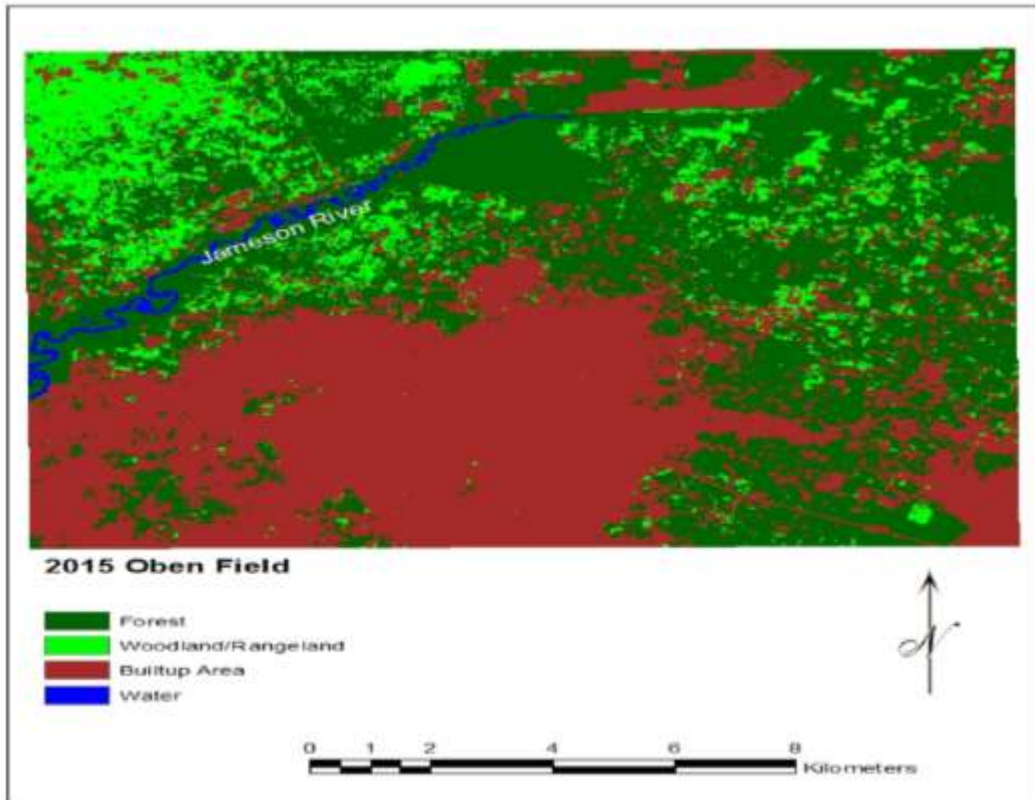 Jameson River
2015 Oben Field
Forest
Woodland/Rangeland
Builtup Area
Water
N
0 1 2 4 6 8
Kilometers